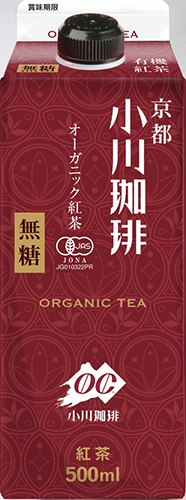 賞味期限
無糖
ORGANIC TEA
有機
紅茶
京都
小川珈琲
オーガニック紅茶
無糖
JAS
JONA
JG010322PR
ORGANIC TEA
OC
小川珈琲
紅茶
500ml